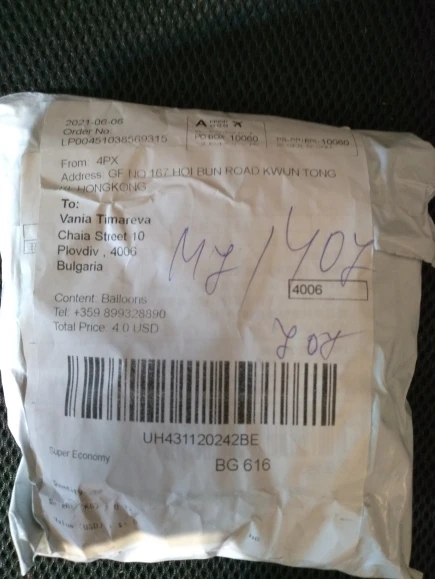 2021-06-06
Order No.
LP00451038569315
PO BOX 10060
From: 4PX
Address: GF NO 167 HOI BUN ROAD KWUN TONG
HONGKONG
To:
Vania Timareva
Chaia Street 10
Plovdiv , 4006
Bulgaria
4006
Content. Balloons
Tel: +359 899328890
Total Price: 4.0 USD
UH431120242BE
Super Economy
BG 616